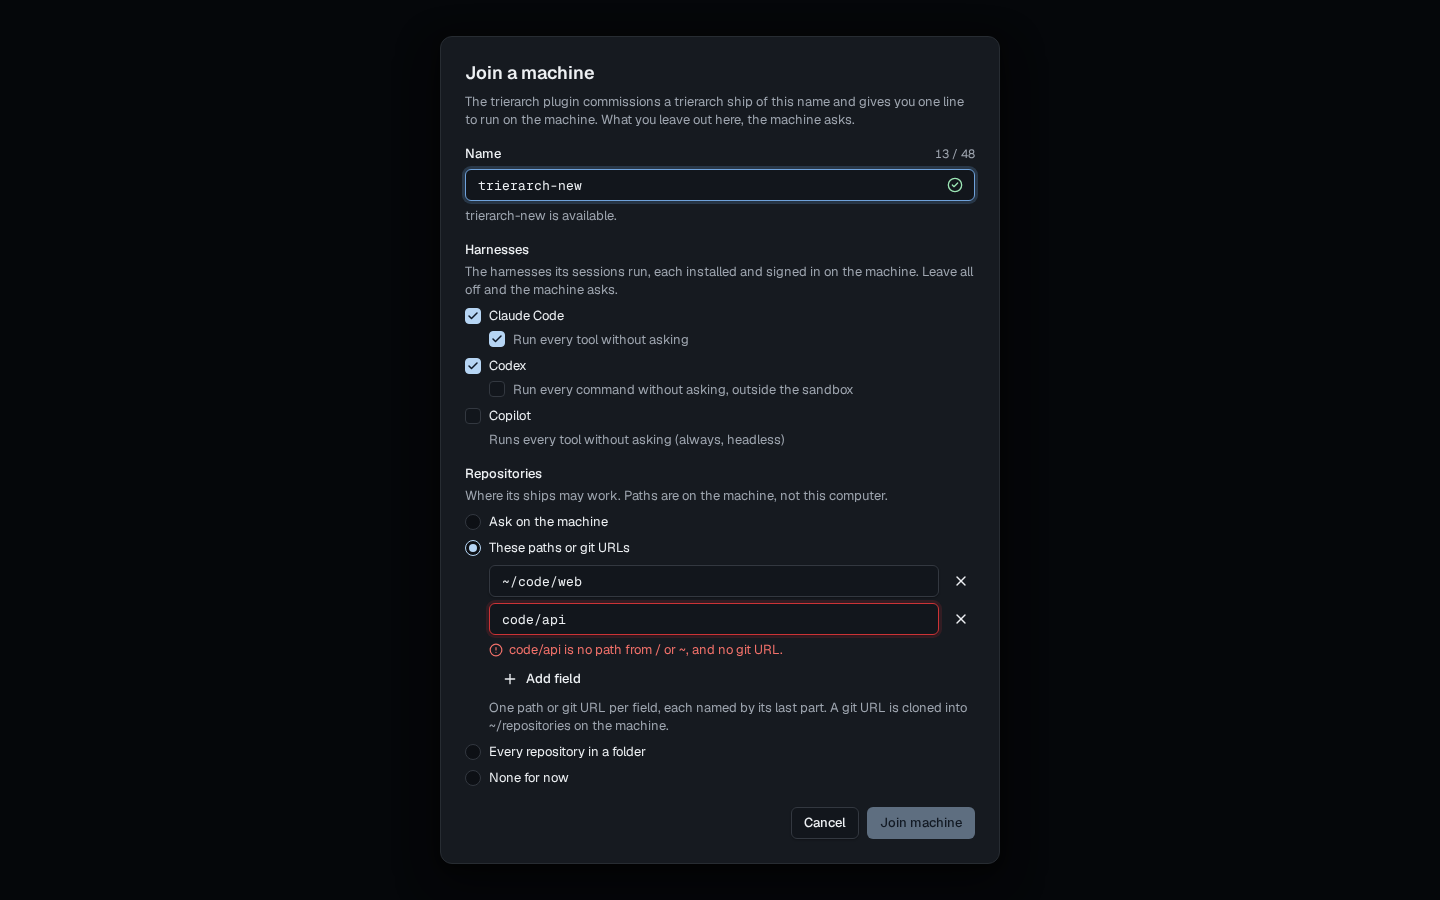 Join a machine
The trierarch plugin commissions a trierarch ship of this name and gives you one line
to run on the machine. What you leave out here, the machine asks.
Name
13 / 48
trierarch-new
trierarch-new is available.
Harnesses
The harnesses its sessions run, each installed and signed in on the machine. Leave all
off and the machine asks.
Claude Code
Run every tool without asking
Codex
Run every command without asking, outside the sandbox
Copilot
Runs every tool without asking (always, headless)
Repositories
Where its ships may work. Paths are on the machine, not this computer.
Ask on the machine
These paths or git URLs
~/code/web
code/api
code/api is no path from / or ~, and no git URL.
Add field
One path or git URL per field, each named by its last part. A git URL is cloned into
~/repositories on the machine.
Every repository in a folder
None for now
Cancel
Join machine